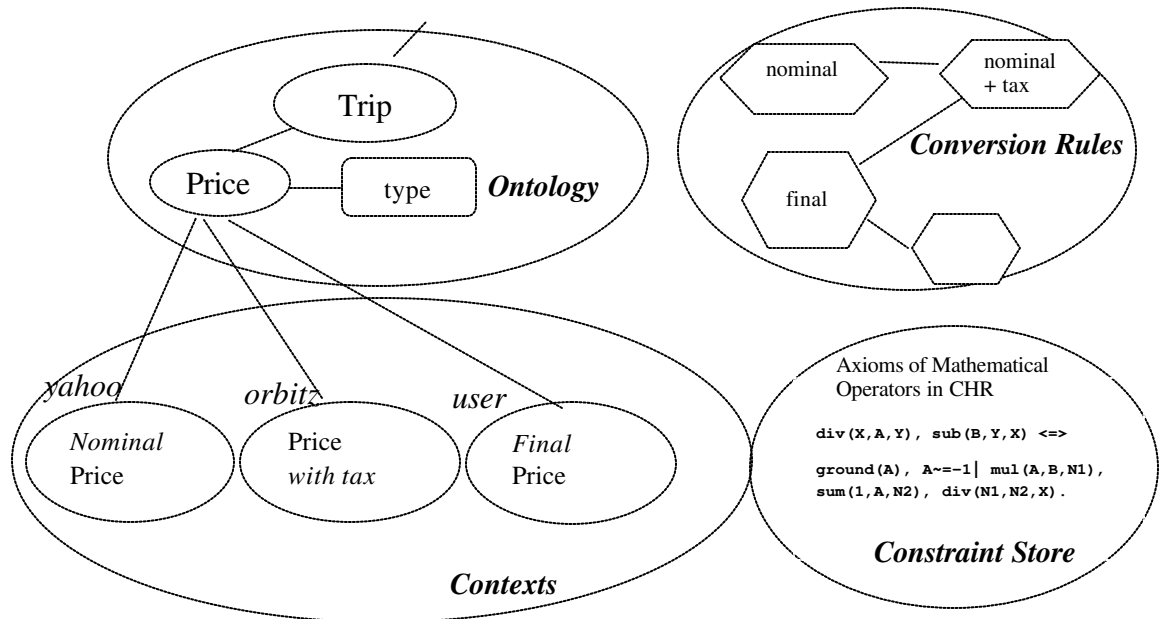 Trip
Price
type
Ontology
nominal
nominal
+ tax
Conversion Rules
final
yahoo
orbitz
user
Nominal
Price
Price
with tax
Final
Price
Contexts
Axioms of Mathematical
Operators in CHR
div(X,A,Y), sub(B,Y,X) <=>
ground(A), A~=-1| mul(A,B,N1),
sum(1,A,N2), div(N1,N2,X).
Constraint Store